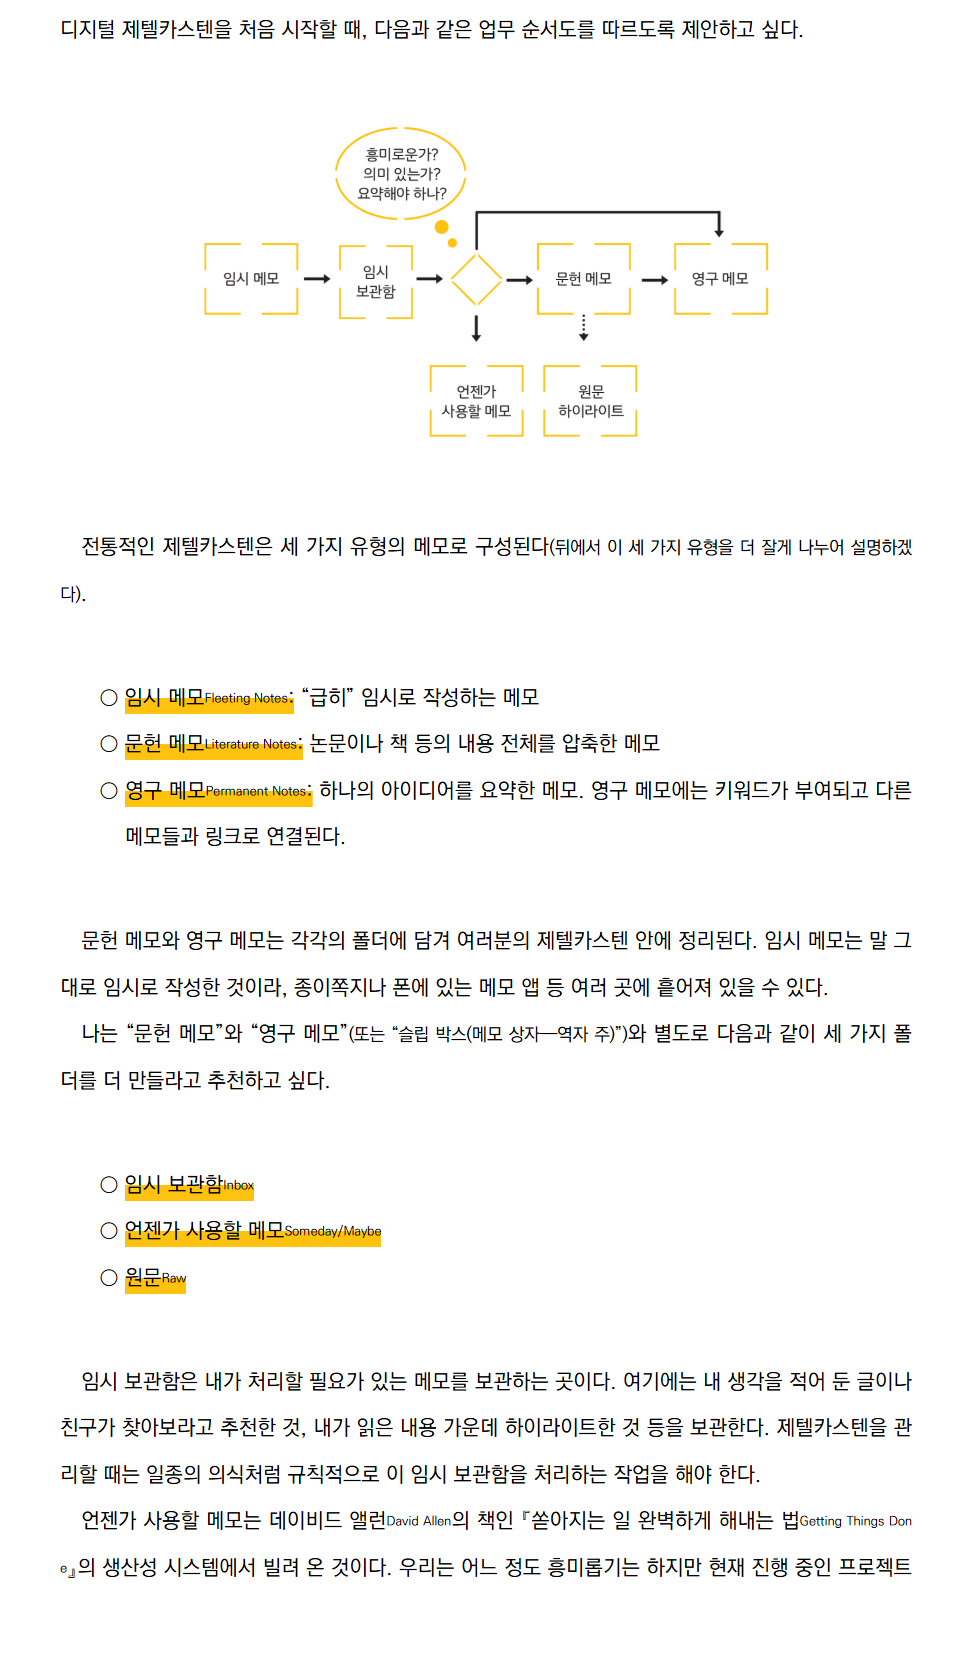 디지털 제텔카스텐을 처음 시작할 때, 다음과 같은 업무 순서도를 따르도록 제안하고 싶다.
흥미로운가?
의미 있는가?
요약해야 하나?
임시 메모
임시
보관함
문헌 메모
영구 메모
언젠가
사용할 메모
원문
하이라이트
전통적인 제텔카스텐은 세 가지 유형의 메모로 구성된다(뒤에서 이 세 가지 유형을 더 잘게 나누어 설명하겠
다).
○ 임시 메모Fleeting Notes: “급히” 임시로 작성하는 메모
○ 문헌 메모Literature Notes: 논문이나 책 등의 내용 전체를 압축한 메모
○ 영구 메모Permanent Notes: 하나의 아이디어를 요약한 메모. 영구 메모에는 키워드가 부여되고 다른
메모들과 링크로 연결된다.
문헌 메모와 영구 메모는 각각의 폴더에 담겨 여러분의 제텔카스텐 안에 정리된다. 임시 메모는 말 그
대로 임시로 작성한 것이라, 종이쪽지나 폰에 있는 메모 앱 등 여러 곳에 흩어져 있을 수 있다.
나는 “문헌 메모”와 “영구 메모”(또는 “슬립 박스(메모 상자—역자 주)”)와 별도로 다음과 같이 세 가지 폴
더를 더 만들라고 추천하고 싶다.
○ 임시 보관함Inbox
○ 언젠가 사용할 메모Someday/Maybe
○ 원문Raw
임시 보관함은 내가 처리할 필요가 있는 메모를 보관하는 곳이다. 여기에는 내 생각을 적어 둔 글이나
친구가 찾아보라고 추천한 것, 내가 읽은 내용 가운데 하이라이트한 것 등을 보관한다. 제텔카스텐을 관
리할 때는 일종의 의식처럼 규칙적으로 이 임시 보관함을 처리하는 작업을 해야 한다.
언젠가 사용할 메모는 데이비드 앨런David Allen의 책인 『쏟아지는 일 완벽하게 해내는 법Getting Things Don
e』의 생산성 시스템에서 빌려 온 것이다. 우리는 어느 정도 흥미롭기는 하지만 현재 진행 중인 프로젝트